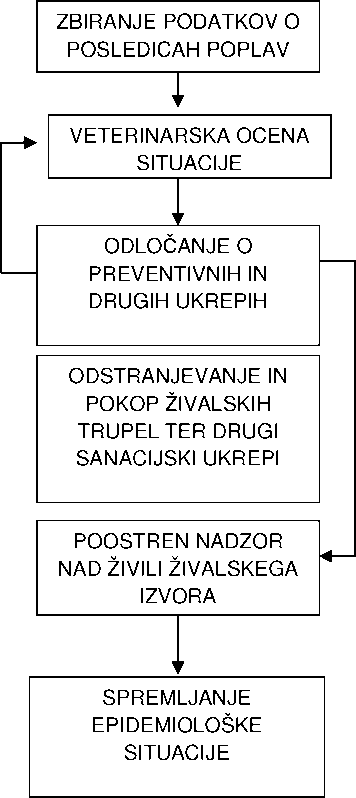 ZBIRANJE PODATKOV O
POSLEDICAH POPLAV
VETERINARSKA OCENA
SITUACIJE
ODLOČANJE O
PREVENTIVNIH IN
DRUGIH UKREPIH
ODSTRANJEVANJE IN
POKOP ŽIVALSKIH
TRUPEL TER DRUGI
SANACIJSKI UKREPI
POOSTREN NADZOR
NAD ŽIVILI ŽIVALSKEGA
IZVORA
SPREMLJANJE
EPIDEMIOLOŠKE
SITUACIJE